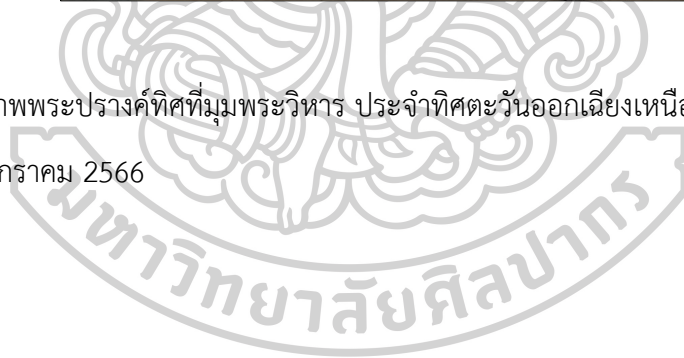 าพพระปรางค์ทิศที่มุมพระวิหาร ประจำทิศตะวันออกเฉียงเหนือ
กราคม 2566
มหาวิทยาลัยศิลปากร